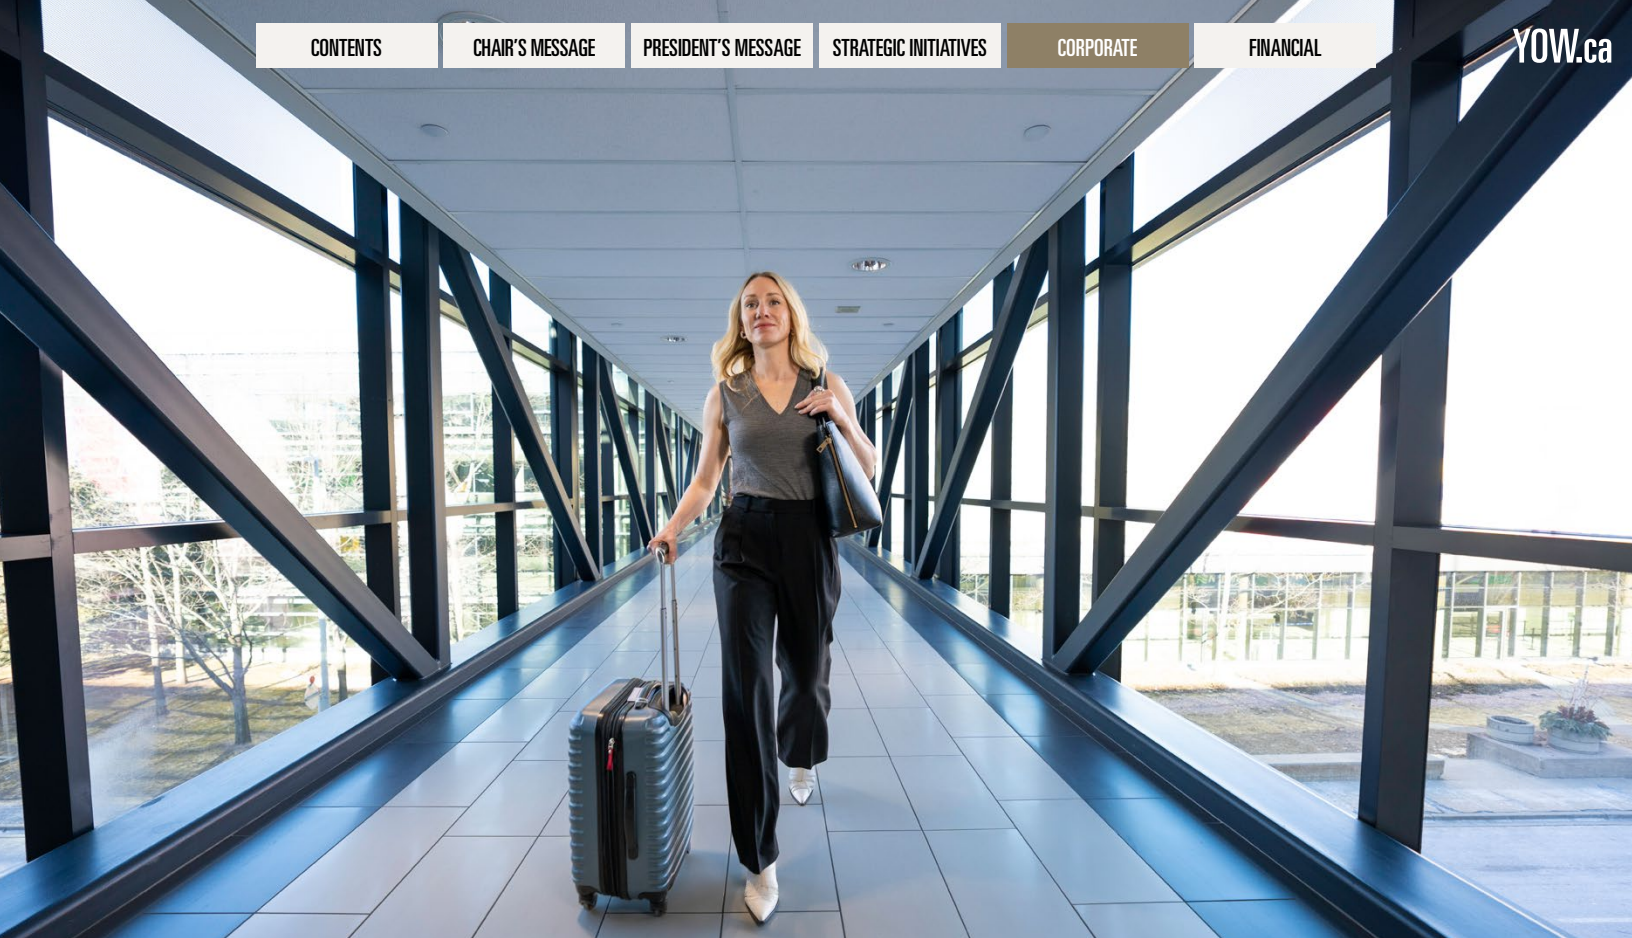 CONTENTS
CHAIR'S MESSAGE
PRESIDENT'S MESSAGE
STRATEGIC INITIATIVES
CORPORATE
FINANCIAL
YOW.ca